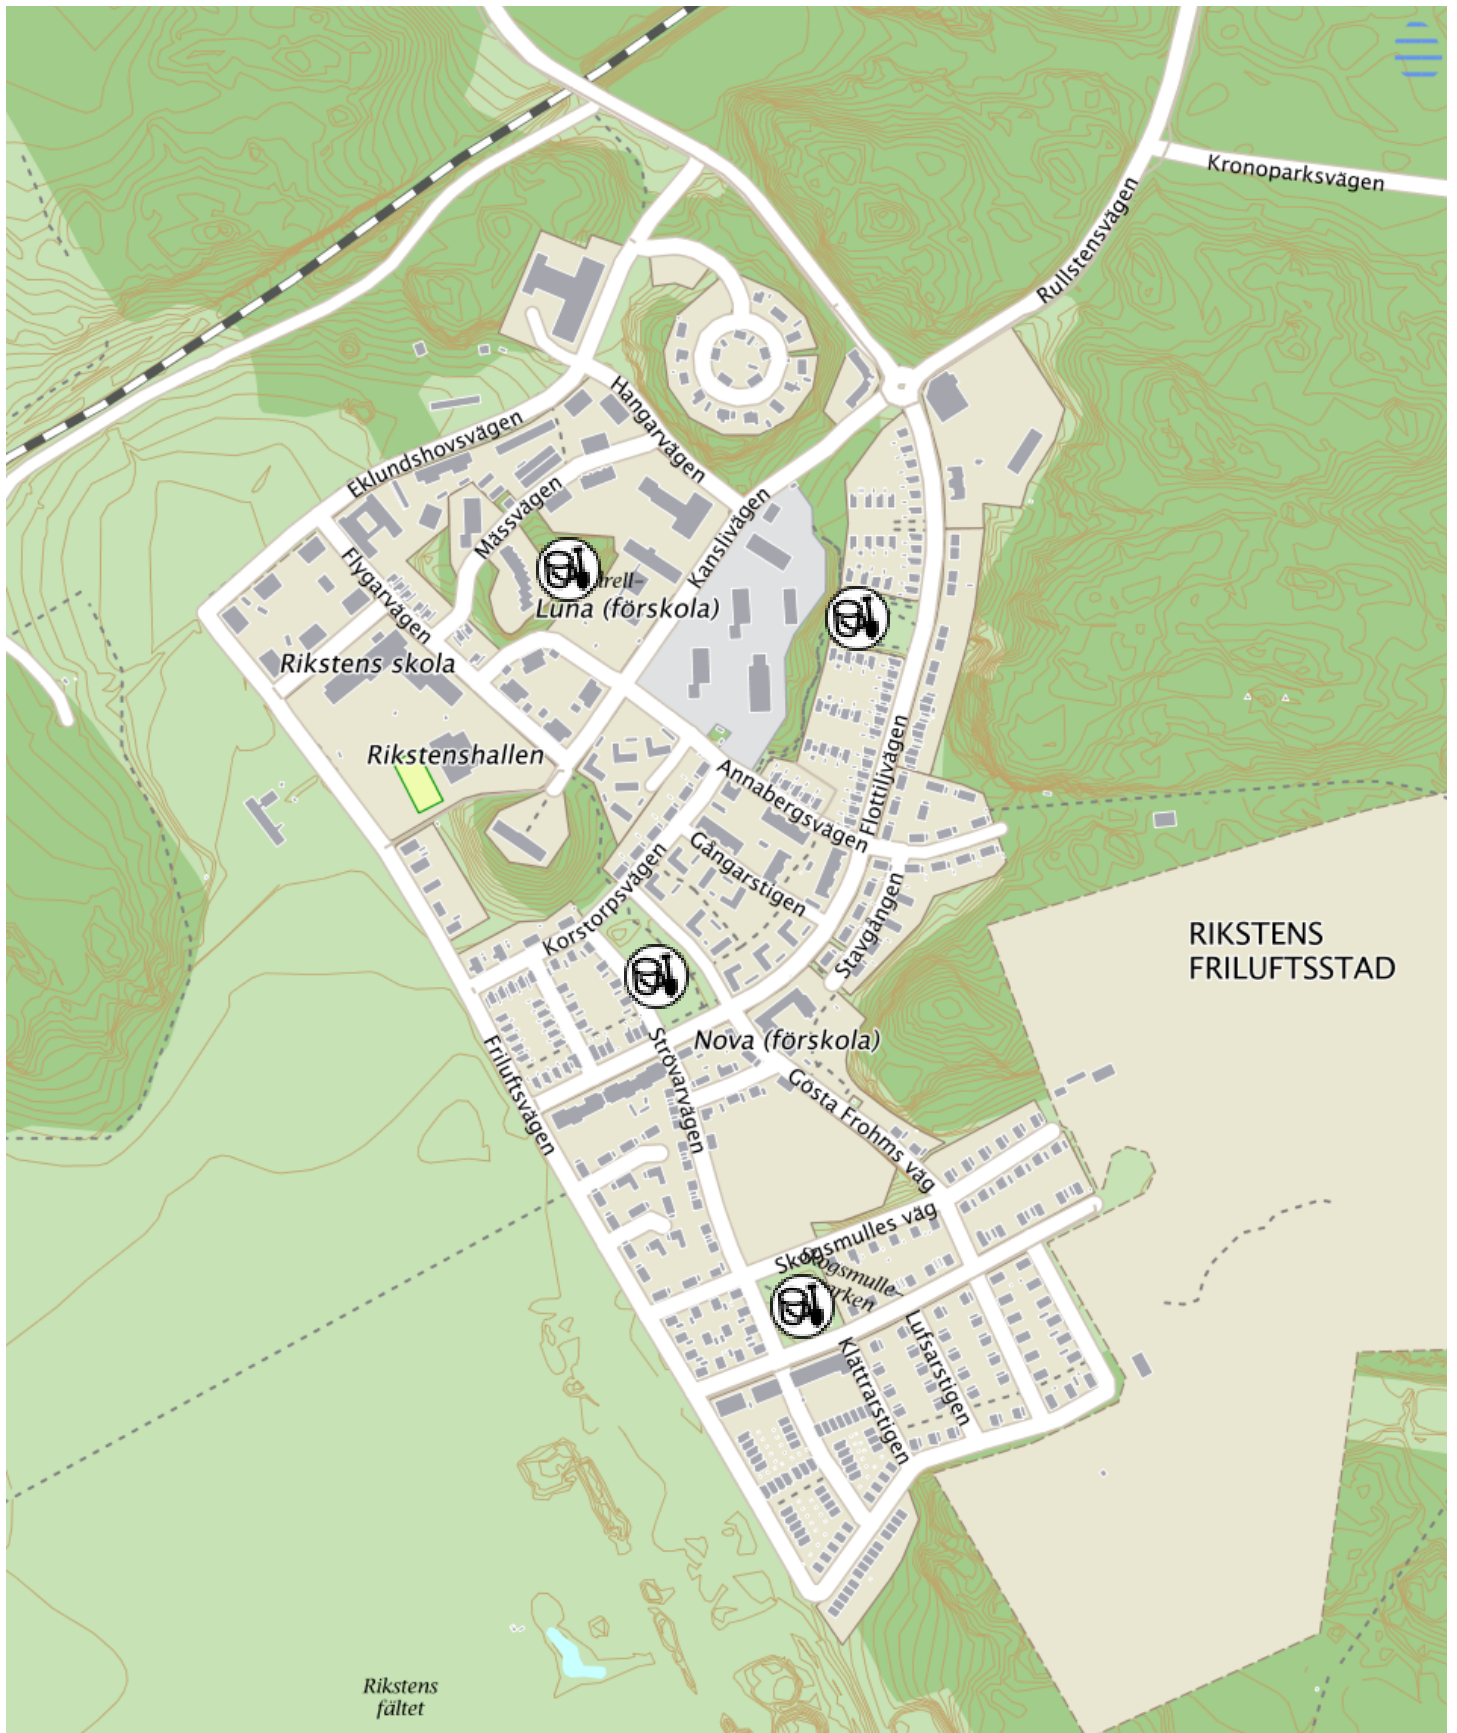 Kronoparksvägen
Rullstensvägen
Hangarvägen
Eklundshovsvägen
Mässvägen
Kanslivägen
Flygarvägen
Luna (förskola)
Rikstens skola
Rikstenshallen
Annabergsvägen
Flottiljvägen
Gångarstigen
Korstorpsvägen
Stavgången
RIKSTENS
FRILUFTSSTAD
Nova (förskola)
Friluftsvägen
Strövarvägen
Gösta Frohms väg
Skogsmulles väg
Klättrarstigen
Lufsarstigen
Rikstens
fältet